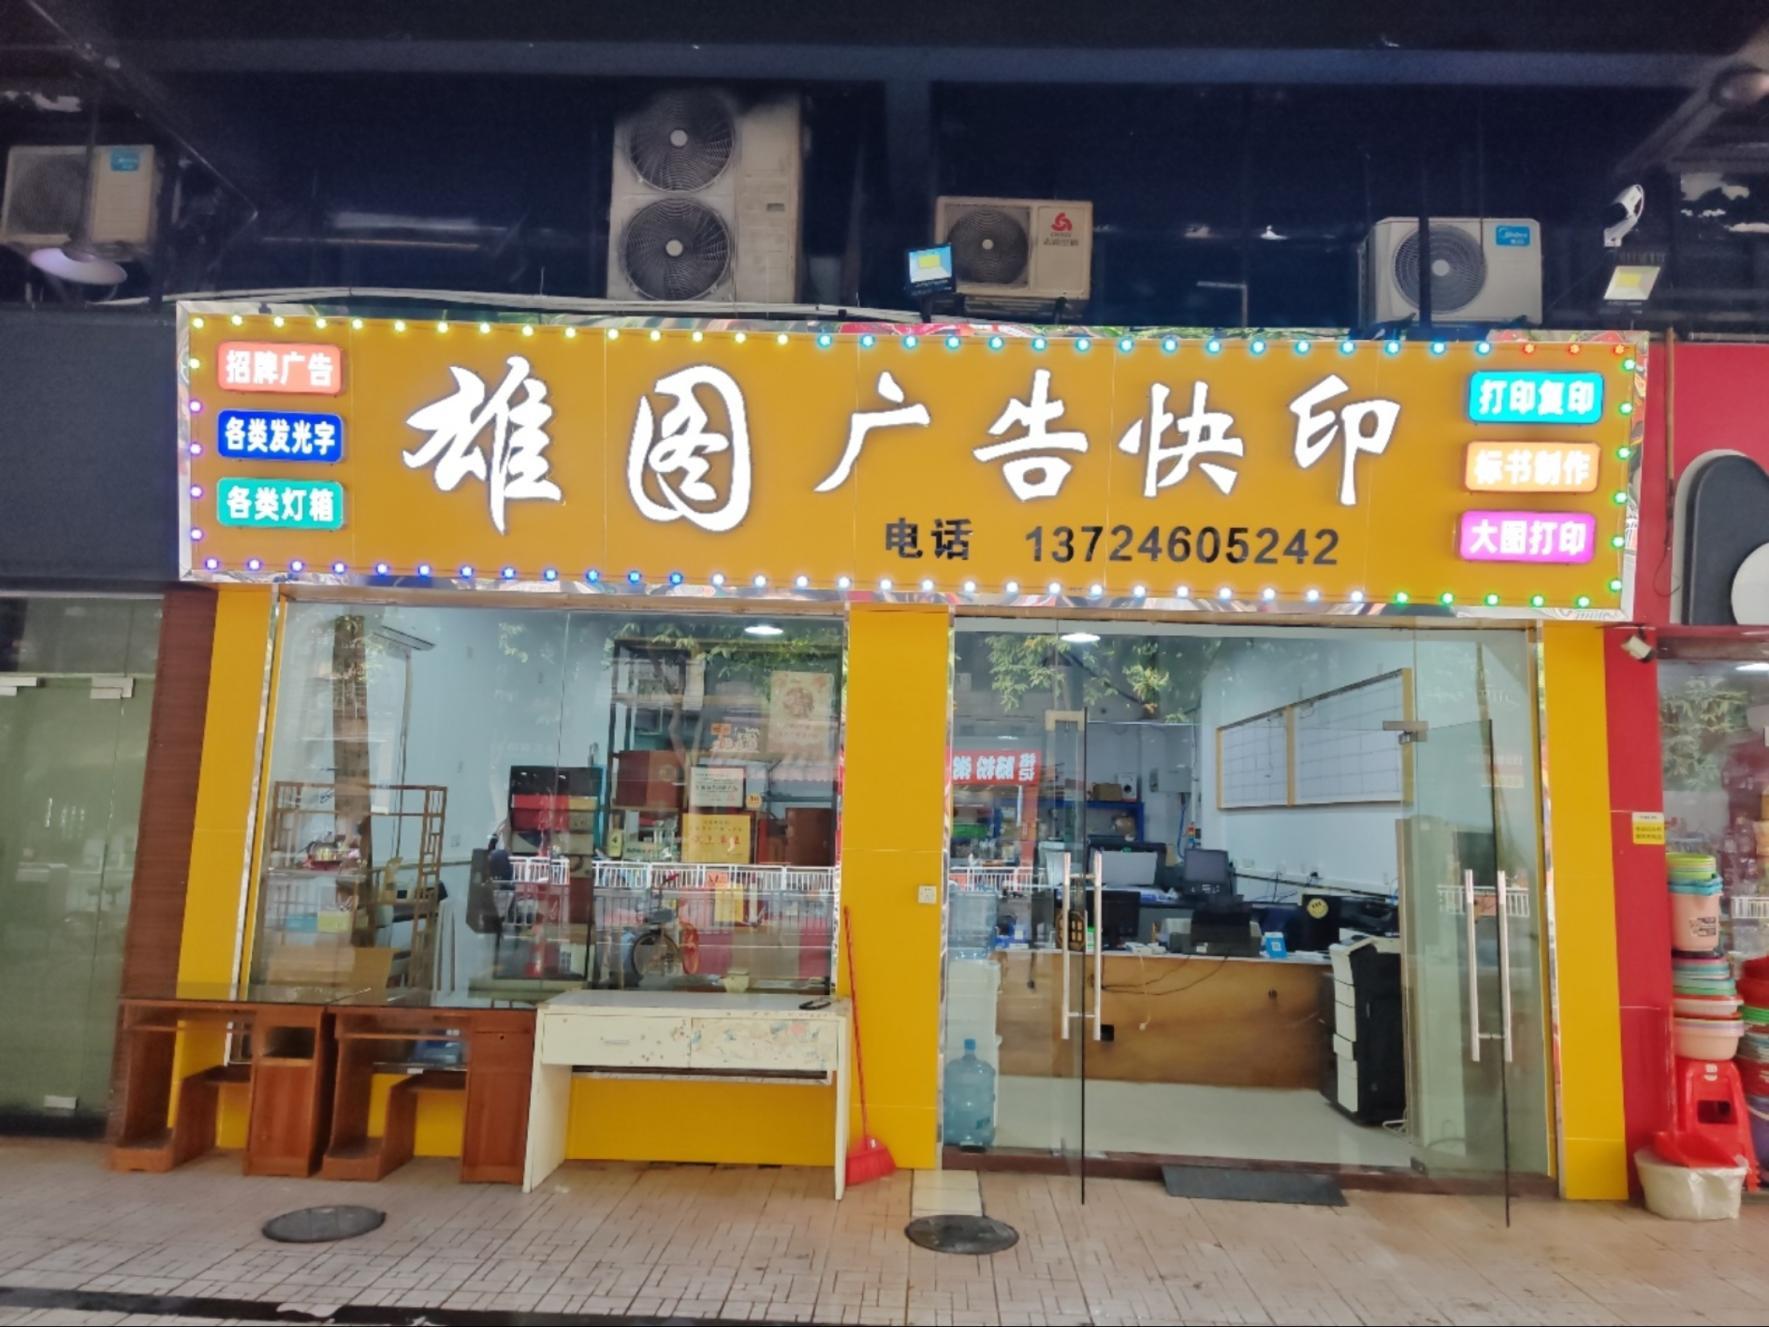 招牌广告
各类发光字
各类灯箱
雄图广告快印
电话 13724605242
打印复印
标书制作
大图打印
Midea